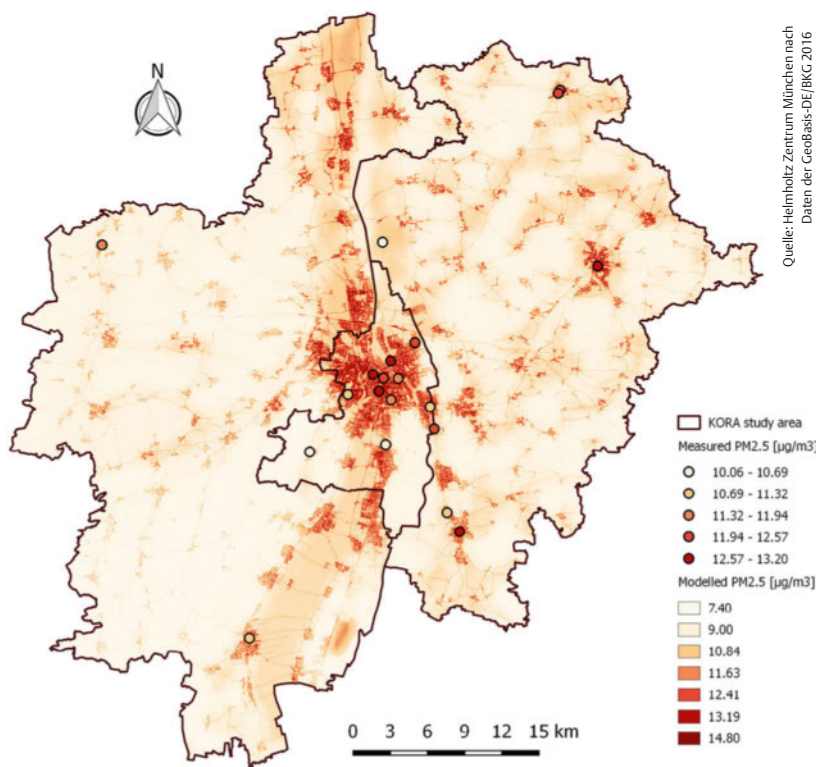 N
Quelle: Helmholtz Zentrum München nach
Daten der GeoBasis-DE/BKG 2016
KORA study area
Measured PM2.5 [µg/m3]
10.06 - 10.69
10.69 - 11.32
11.32 - 11.94
11.94 - 12.57
12.57 - 13.20
Modelled PM2.5 [µg/m3]
7.40
9.00
10.84
11.63
12.41
13.19
14.80
0 3 6 9 12 15 km